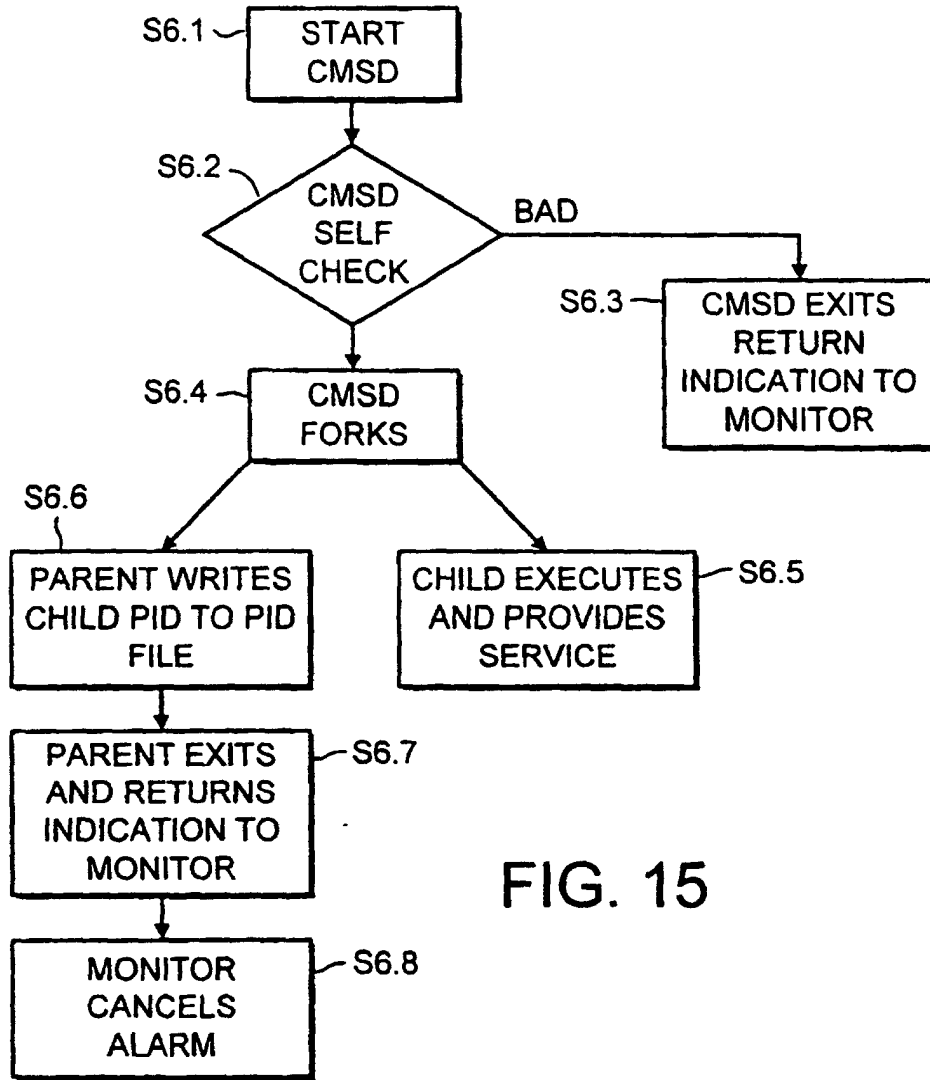 S6.1
START
CMSD
S6.2
CMSD
SELF
CHECK
BAD
S6.3
CMSD EXITS
RETURN
INDICATION TO
MONITOR
S6.4
CMSD
FORKS
S6.6
PARENT WRITES
CHILD PID TO PID
FILE
CHILD EXECUTES
AND PROVIDES
SERVICE
S6.5
PARENT EXITS
AND RETURNS
INDICATION TO
MONITOR
S6.7
MONITOR
CANCELS
ALARM
S6.8
FIG. 15